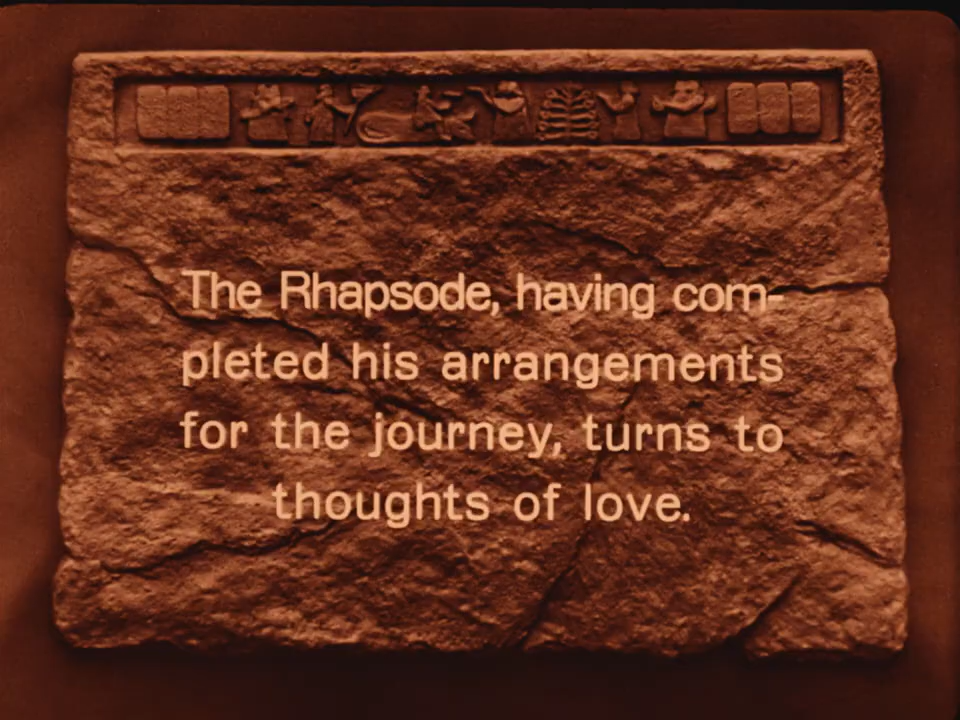 The Rhapsode, having com-
pleted his arrangements
for the journey, turns to
thoughts of love.